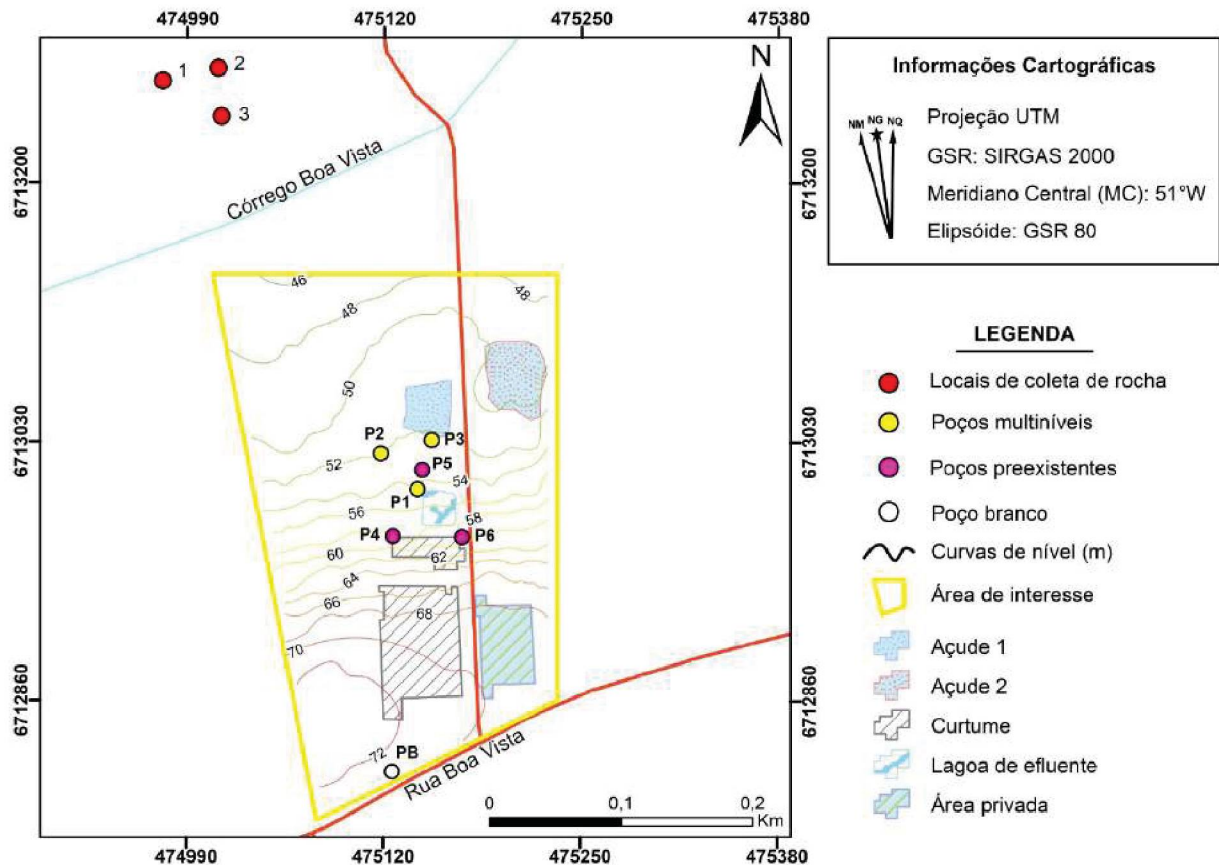 474990 475120 475250 475380
1
2
3
N
Córrego Boa Vista
6713200
6713200
46
48
48
50
6713030
6713030
P2
P3
52
P5
54
P1
56
58
P4
P6
60
62
64
66
68
70
6712860
6712860
72
PB
Rua Boa Vista
0 0,1 0,2
Km
474990 475120 475250 475380
Informações Cartográficas
NM NG NQ
Projeção UTM
GSR: SIRGAS 2000
Meridiano Central (MC): 51°W
Elipsóide: GSR 80
LEGENDA
Locais de coleta de rocha
Poços multiníveis
Poços preexistentes
Poço branco
Curvas de nível (m)
Área de interesse
Açude 1
Açude 2
Curtume
Lagoa de efluente
Área privada